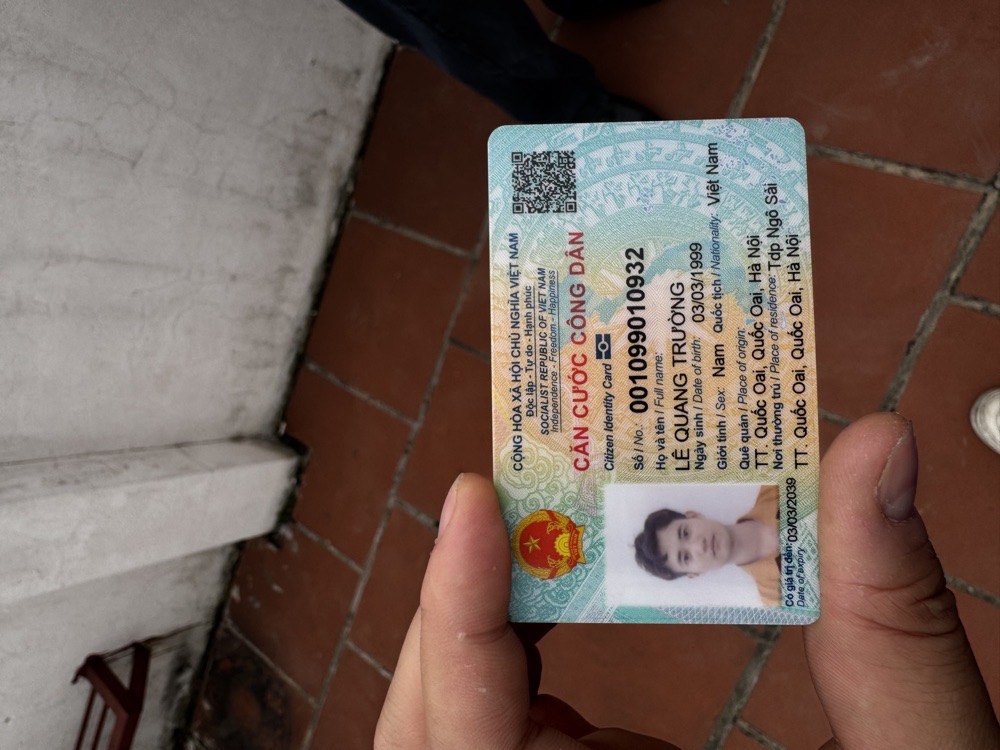 CỘNG HÒA XÃ HỘI CHỦ NGHĨA VIỆT NAM
Độc lập - Tự do - Hạnh phúc
SOCIALIST REPUBLIC OF VIET NAM
Independence - Freedom - Happiness
CĂN CƯỚC CÔNG DÂN
Citizen Identity Card
Số / No.: 001099010932
Họ và tên / Full name:
LÊ QUANG TRƯỜNG
Ngày sinh / Date of birth: 03/03/1999
Giới tính / Sex: Nam Quốc tịch / Nationality: Việt Nam
Quê quán / Place of origin:
TT. Quốc Oai, Quốc Oai, Hà Nội
Nơi thường trú / Place of residence: Tdp Ngô Sài
TT. Quốc Oai, Quốc Oai, Hà Nội
Có giá trị đến: 03/03/2039
Date of expiry